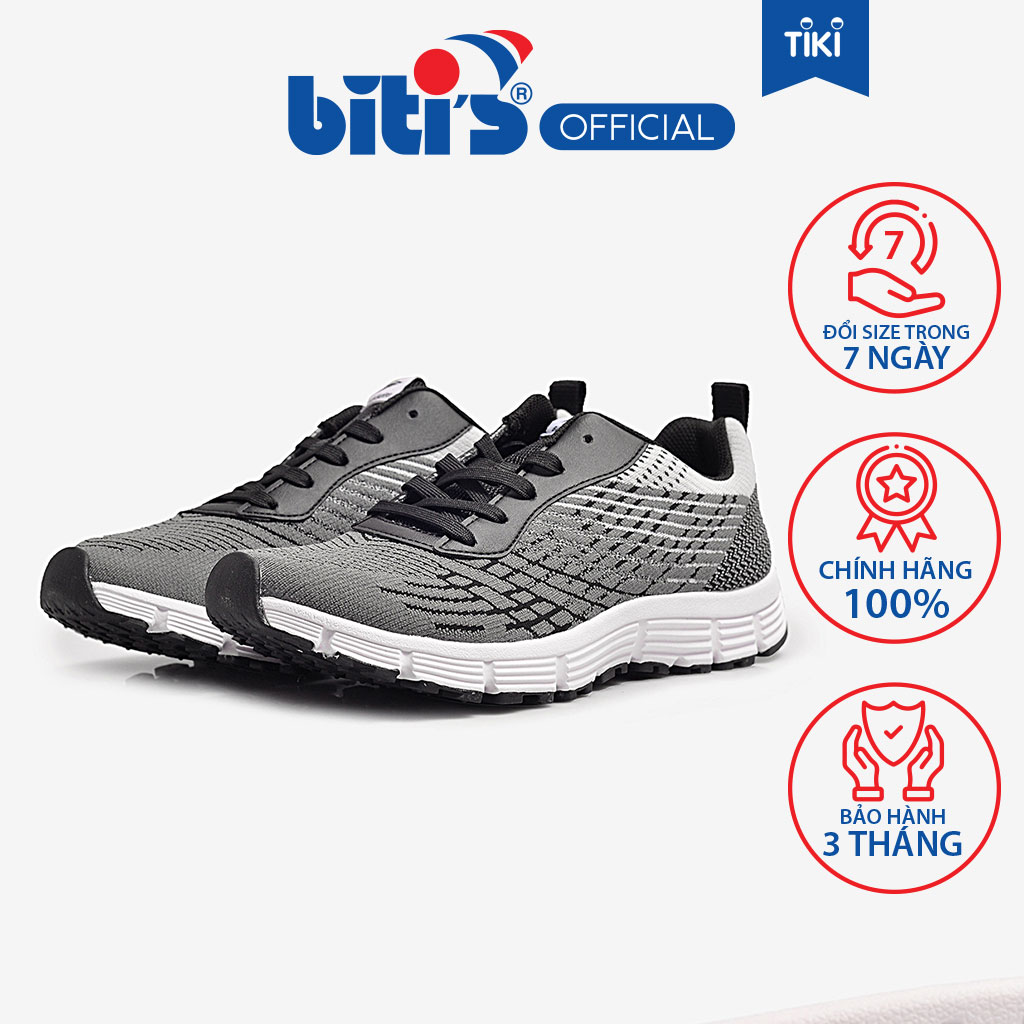 biti's®
OFFICIAL
TIKI
7
ĐỔI SIZE TRONG
7 NGÀY
CHÍNH HÃNG
100%
BẢO HÀNH
3 THÁNG